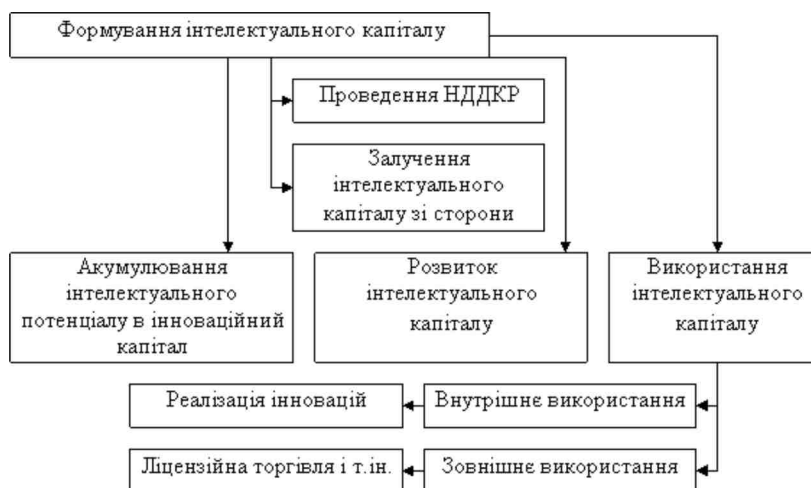 Формування інтелектуального капіталу
Проведення НДДКР
Залучення
інтелектуального
капіталу зі сторони
Акумулювання
інтелектуального
потенціалу в інноваційний
капітал
Розвиток
інтелектуального
капіталу
Використання
інтелектуального
капіталу
Реалізація інновацій
Внутрішнє використання
Ліцензійна торгівля і т.ін.
Зовнішнє використання